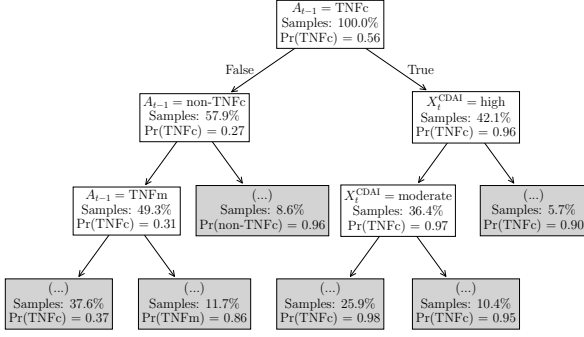 A_{t−1} = TNFc
Samples: 100.0%
Pr(TNFc) = 0.56
False
True
A_{t−1} = non-TNFc
Samples: 57.9%
Pr(TNFc) = 0.27
X_t^{CDAI} = high
Samples: 42.1%
Pr(TNFc) = 0.96
A_{t−1} = TNFm
Samples: 49.3%
Pr(TNFc) = 0.31
(...)
Samples: 8.6%
Pr(non-TNFc) = 0.96
X_t^{CDAI} = moderate
Samples: 36.4%
Pr(TNFc) = 0.97
(...)
Samples: 5.7%
Pr(TNFc) = 0.90
(...)
Samples: 37.6%
Pr(TNFc) = 0.37
(...)
Samples: 11.7%
Pr(TNFm) = 0.86
(...)
Samples: 25.9%
Pr(TNFc) = 0.98
(...)
Samples: 10.4%
Pr(TNFc) = 0.95